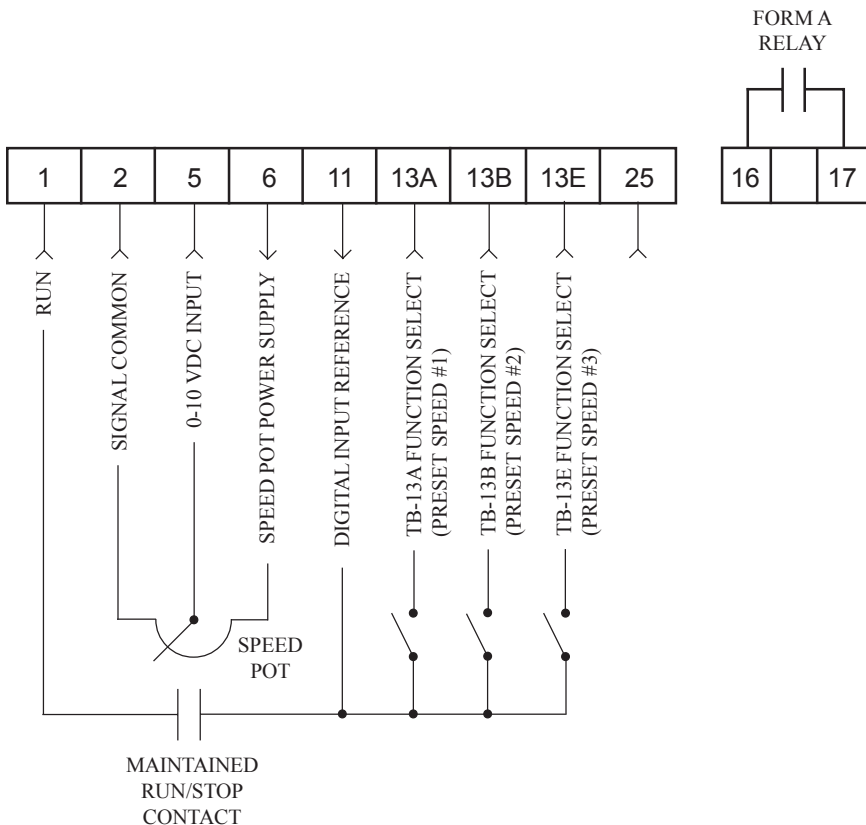 FORM A
RELAY
1 2 5 6 11 13A 13B 13E 25 16 17
RUN
SIGNAL COMMON
0-10 VDC INPUT
SPEED POT POWER SUPPLY
DIGITAL INPUT REFERENCE
TB-13A FUNCTION SELECT
(PRESET SPEED #1)
TB-13B FUNCTION SELECT
(PRESET SPEED #2)
TB-13E FUNCTION SELECT
(PRESET SPEED #3)
SPEED
POT
MAINTAINED
RUN/STOP
CONTACT